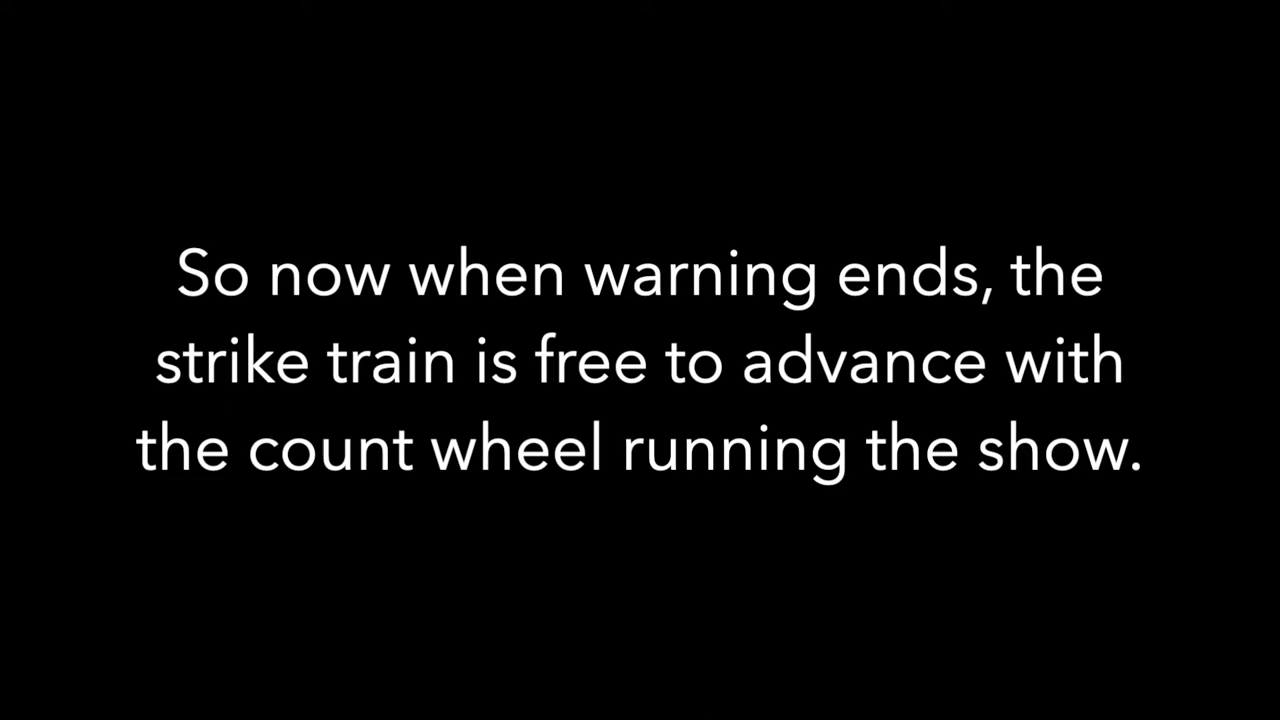 So now when warning ends, the
strike train is free to advance with
the count wheel running the show.